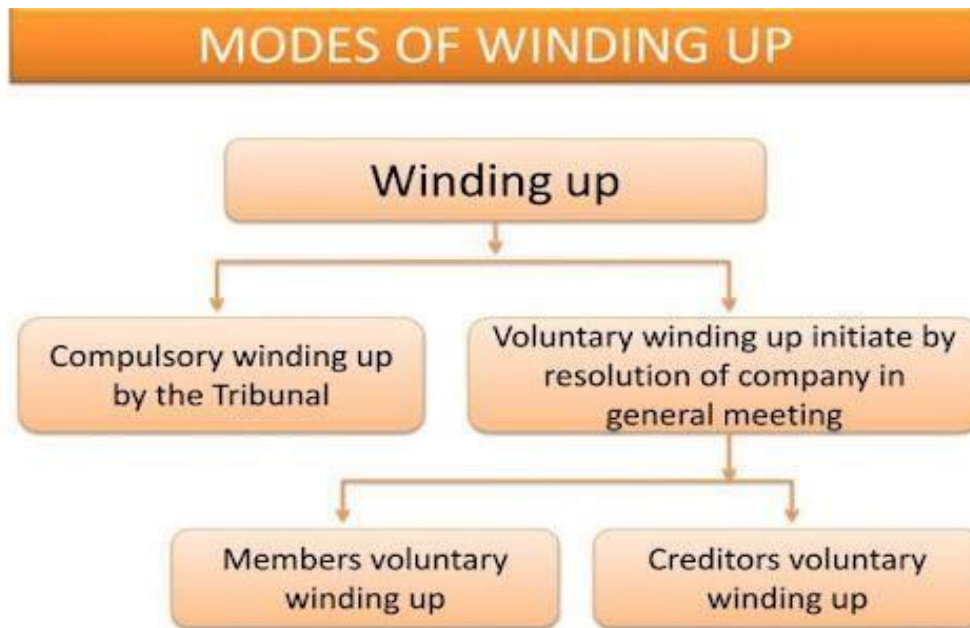 MODES OF WINDING UP
Winding up
Compulsory winding up
by the Tribunal
Voluntary winding up initiate by
resolution of company in
general meeting
Members voluntary
winding up
Creditors voluntary
winding up